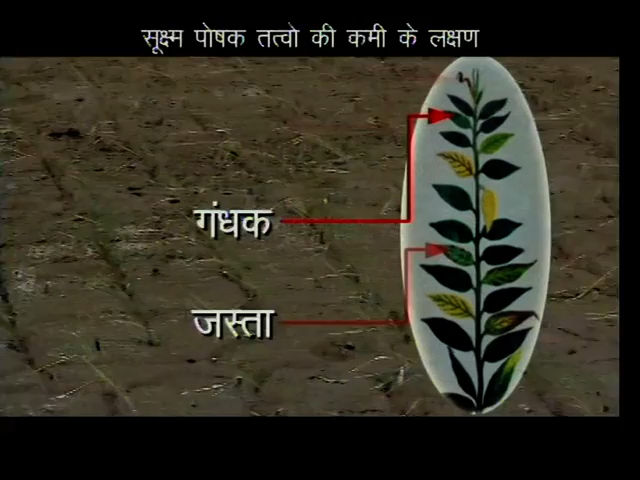 सूक्ष्म पोषक तत्वो की कमी के लक्षण
गंधक
जस्ता